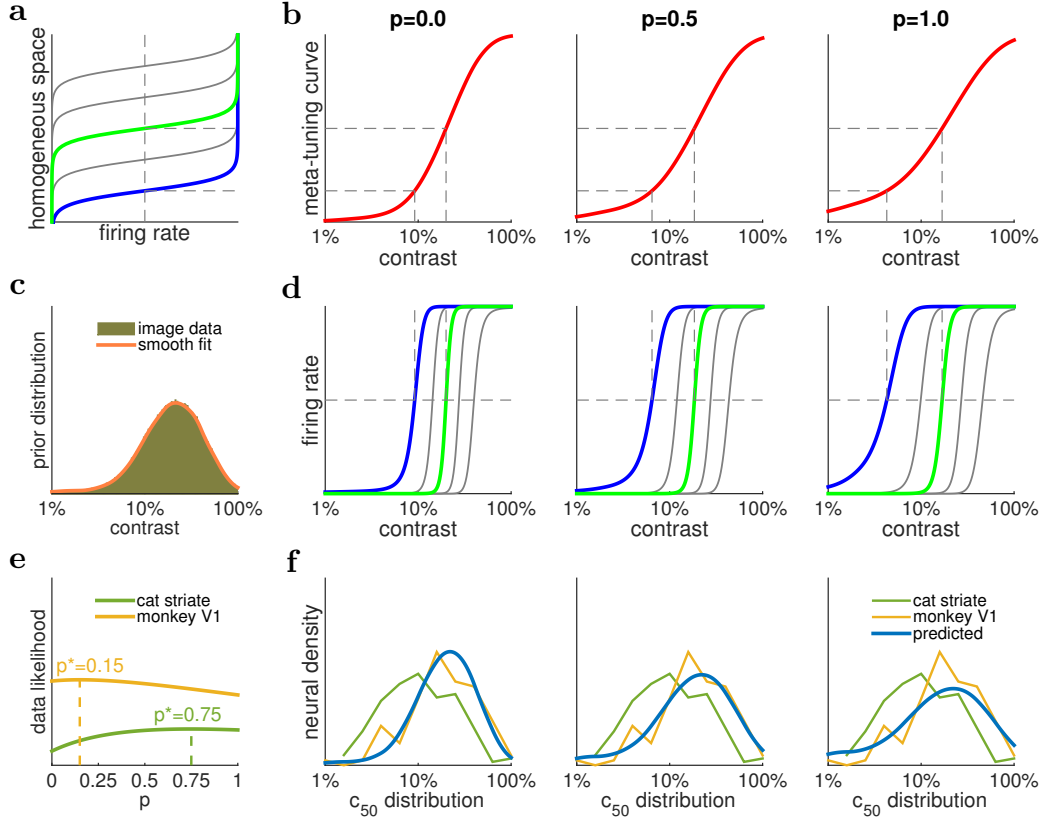 a
homogeneous space
firing rate
b
p=0.0
p=0.5
p=1.0
meta-tuning curve
1%
10%
100%
contrast
1%
10%
100%
contrast
1%
10%
100%
contrast
c
prior distribution
image data
smooth fit
1%
10%
100%
contrast
d
firing rate
1%
10%
100%
contrast
1%
10%
100%
contrast
1%
10%
100%
contrast
e
data likelihood
cat striate
monkey V1
p*=0.15
p*=0.75
0
0.25
0.5
0.75
1
p
f
neural density
1%
10%
100%
c50 distribution
1%
10%
100%
c50 distribution
cat striate
monkey V1
predicted
1%
10%
100%
c50 distribution